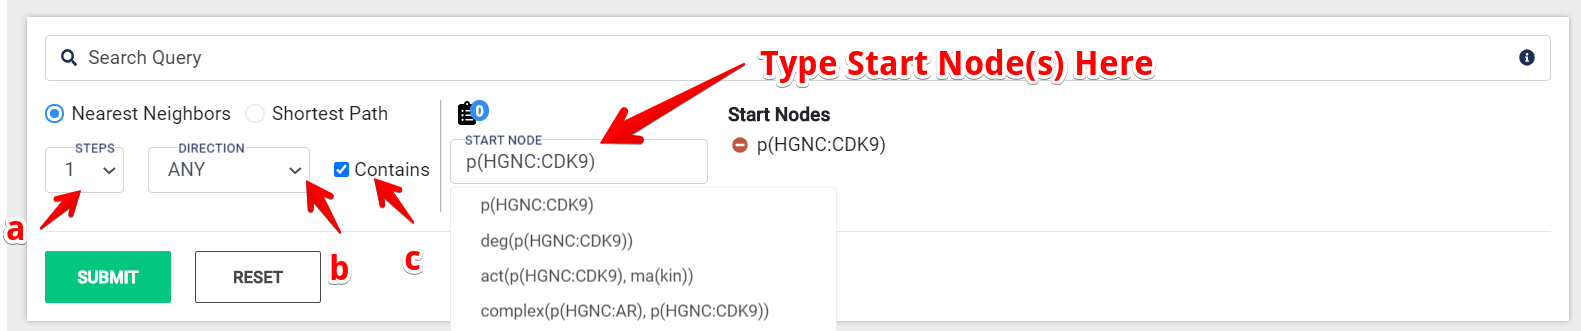 Search Query
Type Start Node(s) Here
Nearest Neighbors
Shortest Path
0
Start Nodes
START NODE
p(HGNC:CDK9)
p(HGNC:CDK9)
STEPS
DIRECTION
1
ANY
Contains
p(HGNC:CDK9)
a
deg(p(HGNC:CDK9))
b
c
SUBMIT
RESET
act(p(HGNC:CDK9), ma(kin))
complex(p(HGNC:AR), p(HGNC:CDK9))